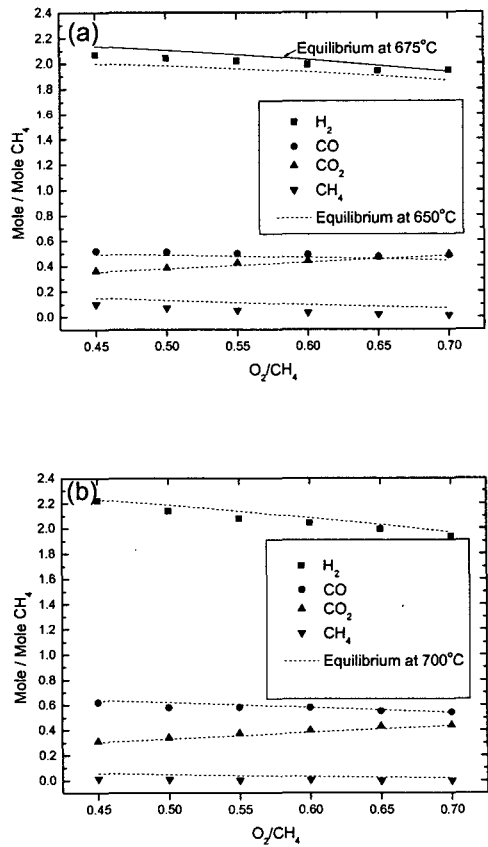 (a)
Equilibrium at 675°C
2.4
2.2
2.0
1.8
1.6
1.4
1.2
1.0
0.8
0.6
0.4
0.2
0.0
Mole / Mole CH₄
H₂
CO
CO₂
CH₄
Equilibrium at 650°C
0.45 0.50 0.55 0.60 0.65 0.70
O₂/CH₄
(b)
2.4
2.2
2.0
1.8
1.6
1.4
1.2
1.0
0.8
0.6
0.4
0.2
0.0
Mole / Mole CH₄
H₂
CO
CO₂
CH₄
Equilibrium at 700°C
0.45 0.50 0.55 0.60 0.65 0.70
O₂/CH₄